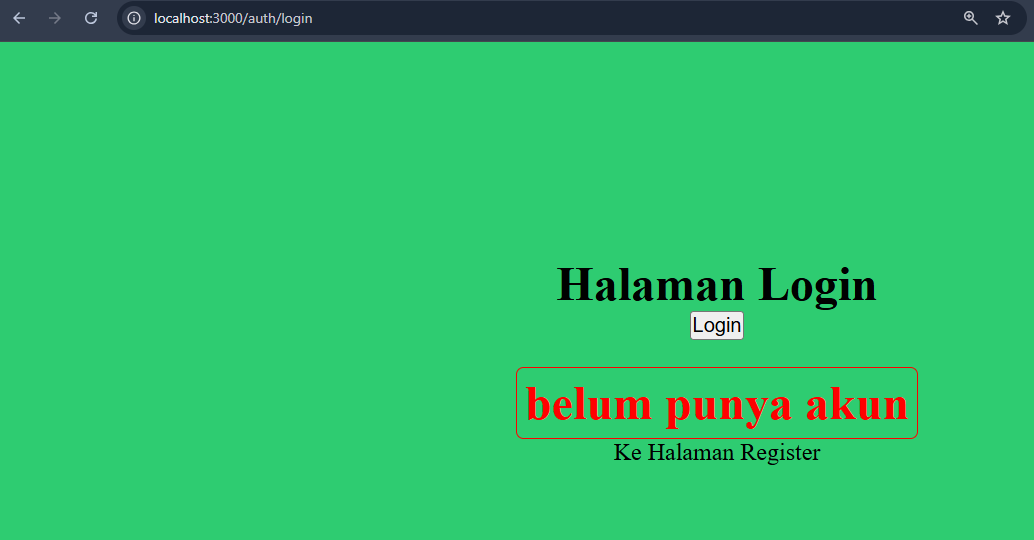 localhost:3000/auth/login
Halaman Login
Login
belum punya akun
Ke Halaman Register